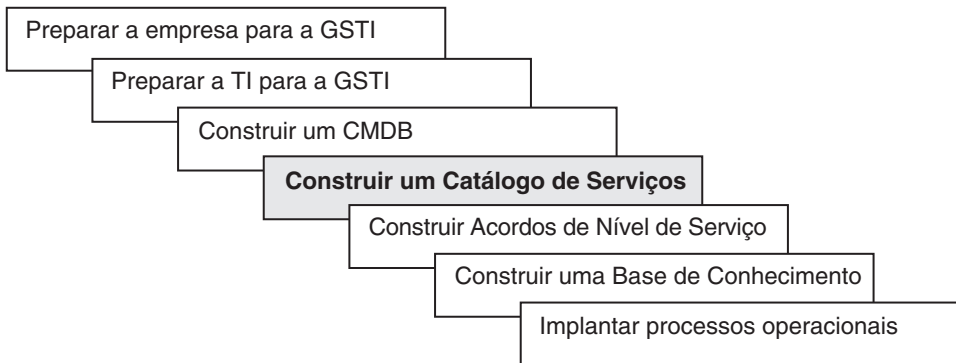 Preparar a empresa para a GSTI
Preparar a TI para a GSTI
Construir um CMDB
Construir um Catálogo de Serviços
Construir Acordos de Nível de Serviço
Construir uma Base de Conhecimento
Implantar processos operacionais